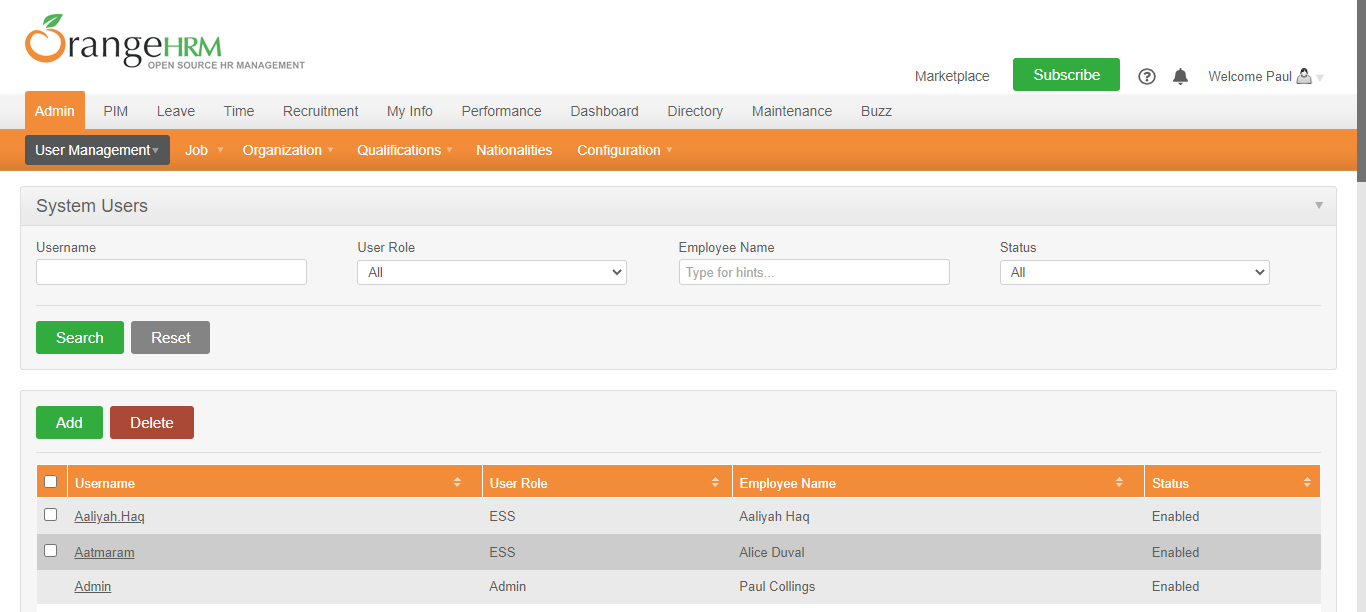 OrangeHRM
OPEN SOURCE HR MANAGEMENT
Marketplace Subscribe ? Welcome Paul
Admin PIM Leave Time Recruitment My Info Performance Dashboard Directory Maintenance Buzz
User Management Job Organization Qualifications Nationalities Configuration
System Users
Username User Role Employee Name Status
All Type for hints... All
Search Reset
Add Delete
Username User Role Employee Name Status
Aaliyah.Haq ESS Aaliyah Haq Enabled
Aatmaram ESS Alice Duval Enabled
Admin Admin Paul Collings Enabled